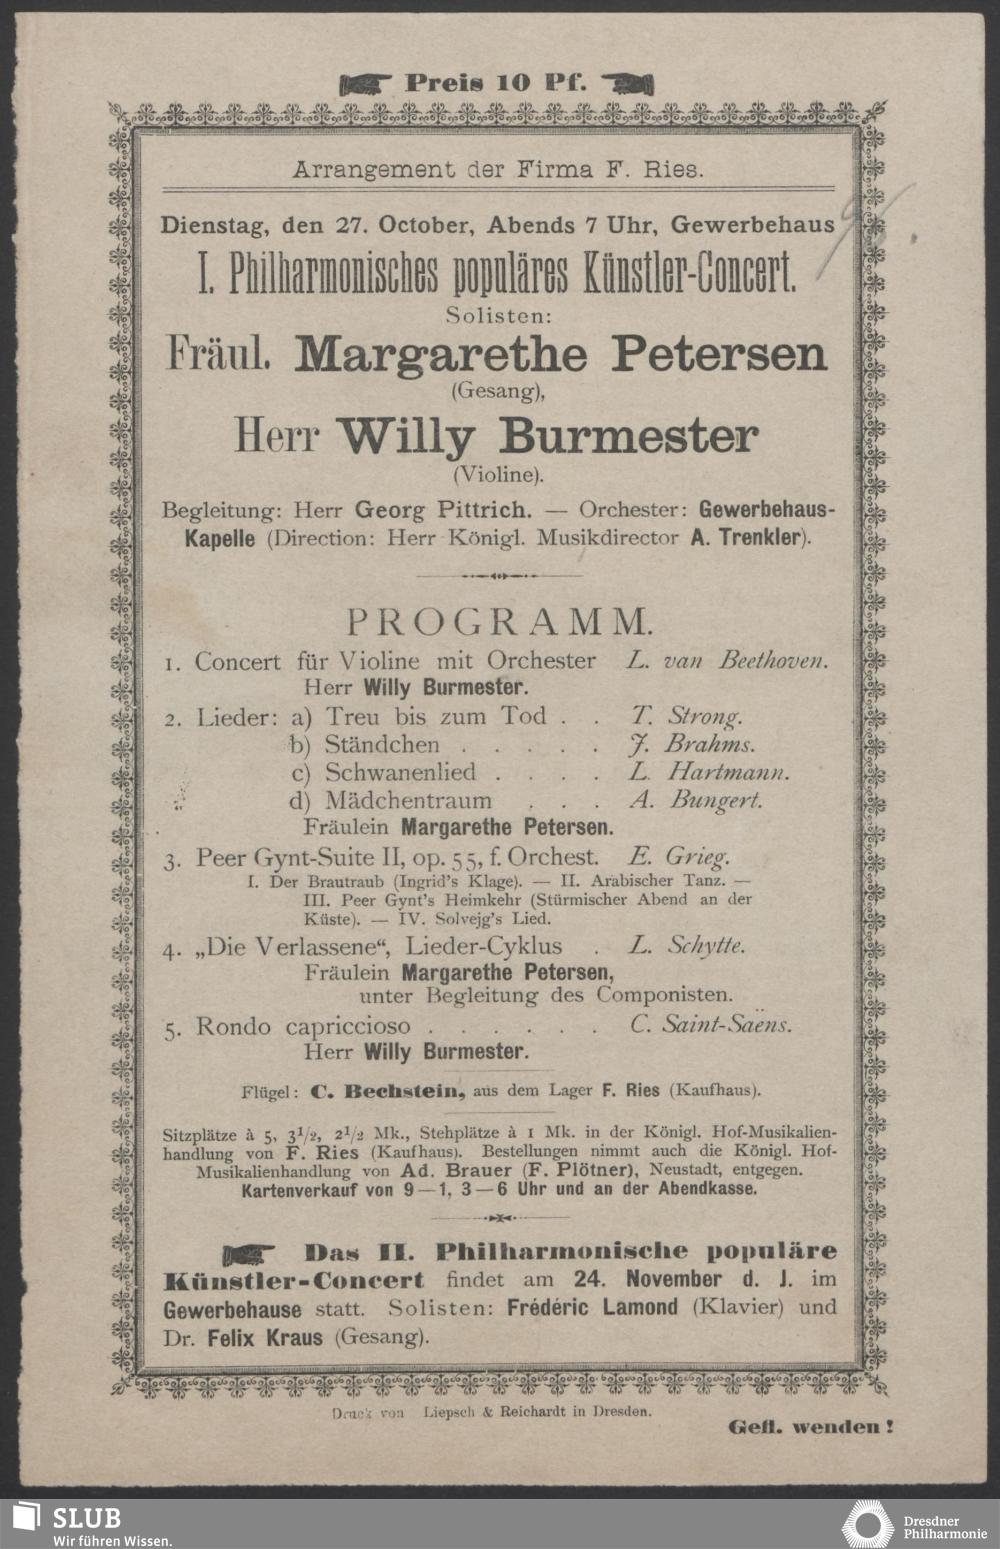 Preis 10 Pf.
Arrangement der Firma F. Ries.
Dienstag, den 27. October, Abends 7 Uhr, Gewerbehaus
I. Philharmonisches populäres Künstler-Concert.
Solisten:
Fräul. Margarethe Petersen
(Gesang),
Herr Willy Burmester
(Violine).
Begleitung: Herr Georg Pittrich. — Orchester: Gewerbehaus-
Kapelle (Direction: Herr Königl. Musikdirector A. Trenkler).
PROGRAMM.
1. Concert für Violine mit Orchester L. van Beethoven.
Herr Willy Burmester.
2. Lieder: a) Treu bis zum Tod . . T. Strong.
b) Ständchen . . . . . J. Brahms.
c) Schwanenlied . . . . L. Hartmann.
d) Mädchentraum . . . A. Bungert.
Fräulein Margarethe Petersen.
3. Peer Gynt-Suite II, op. 55, f. Orchest. E. Grieg.
I. Der Brautraub (Ingrid's Klage). — II. Arabischer Tanz. —
III. Peer Gynt's Heimkehr (Stürmischer Abend an der
Küste). — IV. Solvejg's Lied.
4. „Die Verlassene“, Lieder-Cyklus . L. Schytte.
Fräulein Margarethe Petersen,
unter Begleitung des Componisten.
5. Rondo capriccioso . . . . . . C. Saint-Saëns.
Herr Willy Burmester.
Flügel: C. Bechstein, aus dem Lager F. Ries (Kaufhaus).
Sitzplätze à 5, 3 1/2, 2 1/2 Mk., Stehplätze à 1 Mk. in der Königl. Hof-Musikalien-
handlung von F. Ries (Kaufhaus). Bestellungen nimmt auch die Königl. Hof-
Musikalienhandlung von Ad. Brauer (F. Plötner), Neustadt, entgegen.
Kartenverkauf von 9—1, 3—6 Uhr und an der Abendkasse.
Das II. Philharmonische populäre
Künstler-Concert findet am 24. November d. J. im
Gewerbehause statt. Solisten: Frédéric Lamond (Klavier) und
Dr. Felix Kraus (Gesang).
Druck von Liepsch & Reichardt in Dresden.
Gefl. wenden!
SLUB
Wir führen Wissen.
Dresdner
Philharmonie